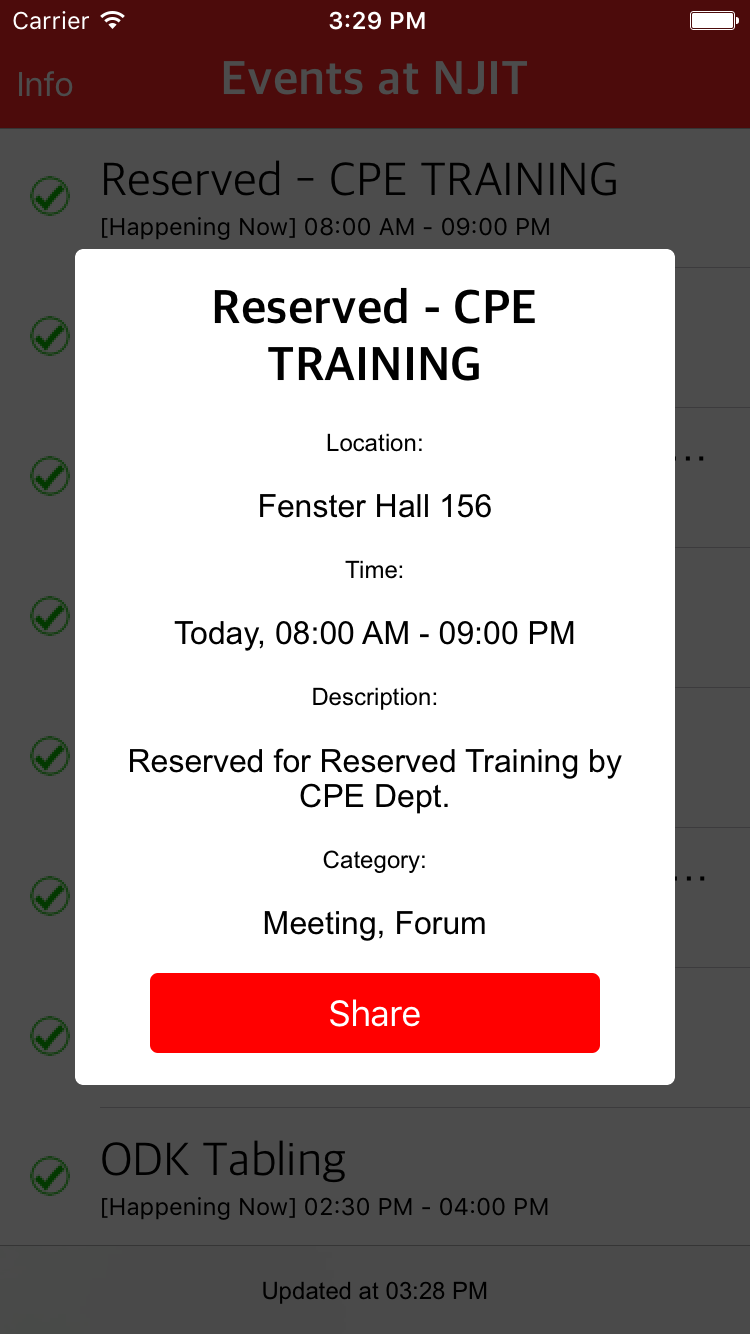 Carrier 3:29 PM
Info Events at NJIT
Reserved – CPE TRAINING
[Happening Now] 08:00 AM - 09:00 PM
Reserved - CPE
TRAINING
Location:
Fenster Hall 156
Time:
Today, 08:00 AM - 09:00 PM
Description:
Reserved for Reserved Training by
CPE Dept.
Category:
Meeting, Forum
Share
ODK Tabling
[Happening Now] 02:30 PM - 04:00 PM
Updated at 03:28 PM